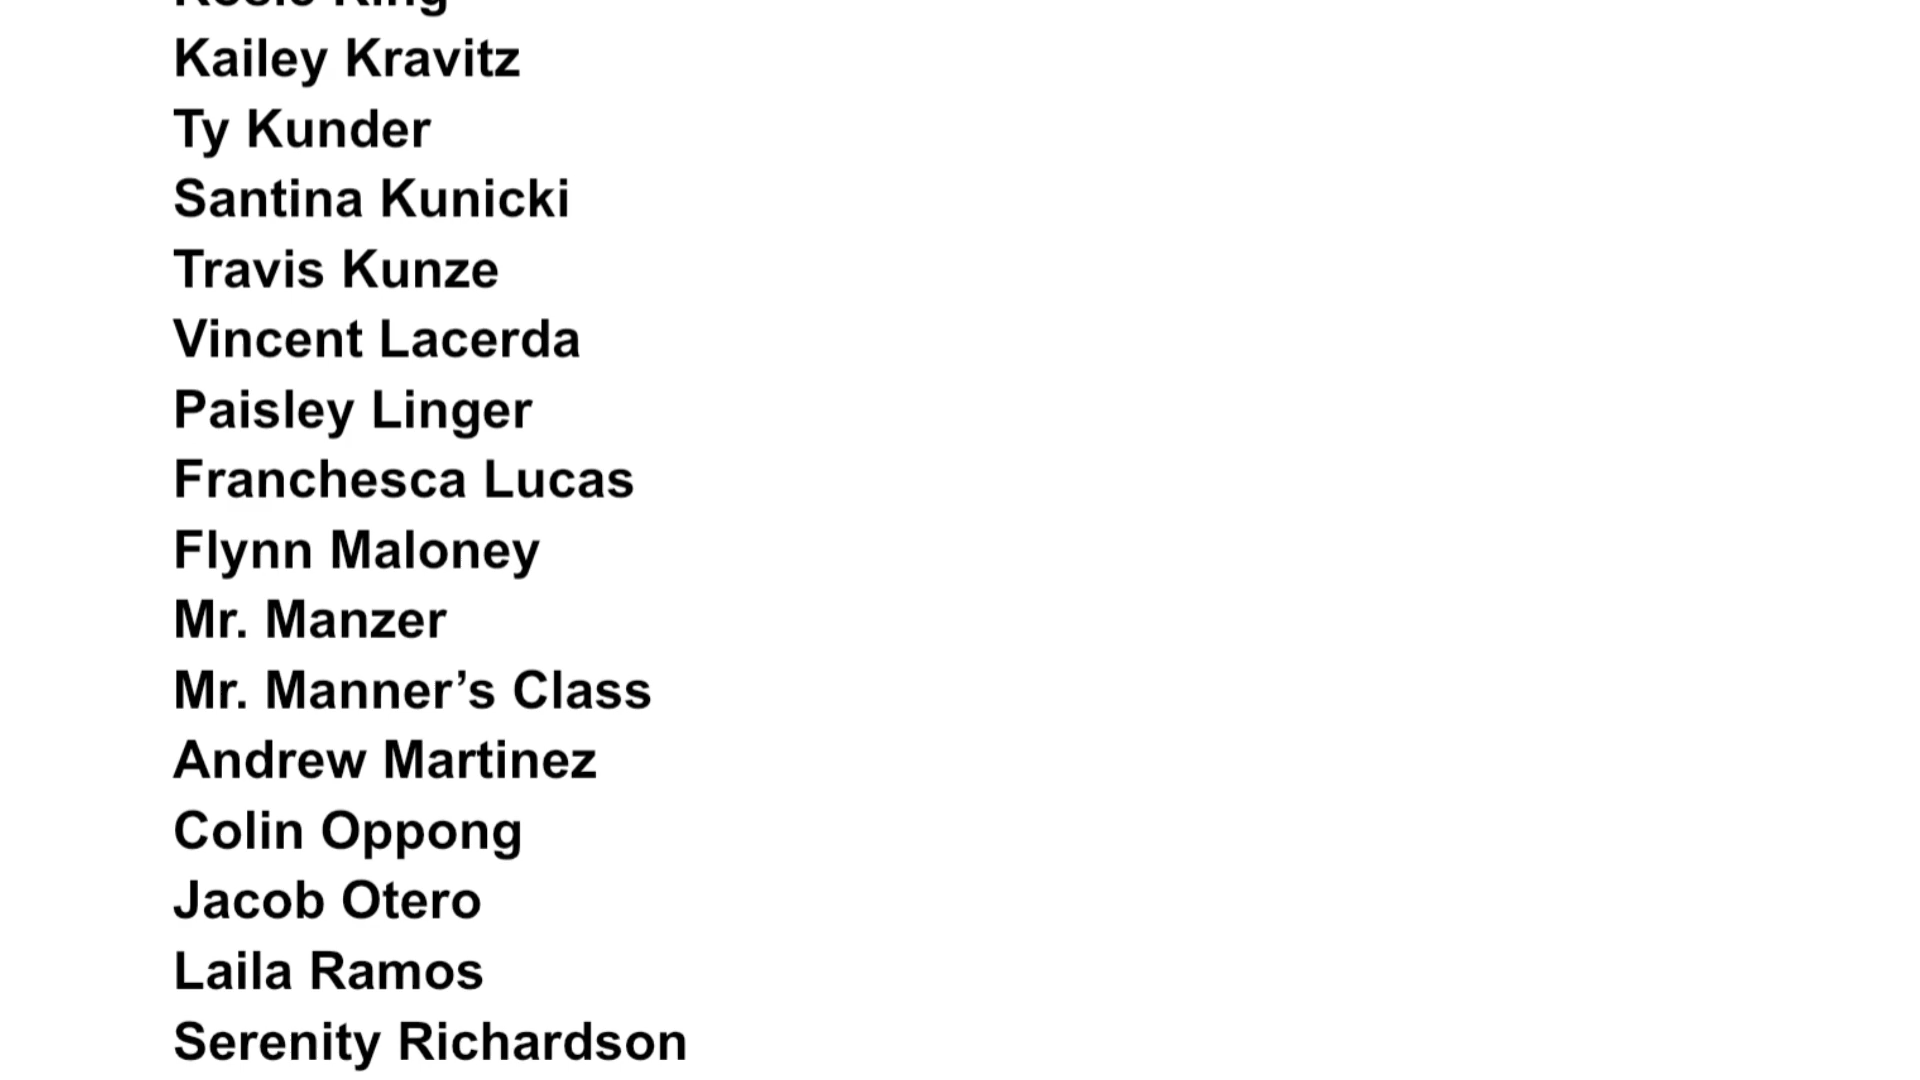 King
Kailey Kravitz
Ty Kunder
Santina Kunicki
Travis Kunze
Vincent Lacerda
Paisley Linger
Franchesca Lucas
Flynn Maloney
Mr. Manzer
Mr. Manner’s Class
Andrew Martinez
Colin Oppong
Jacob Otero
Laila Ramos
Serenity Richardson